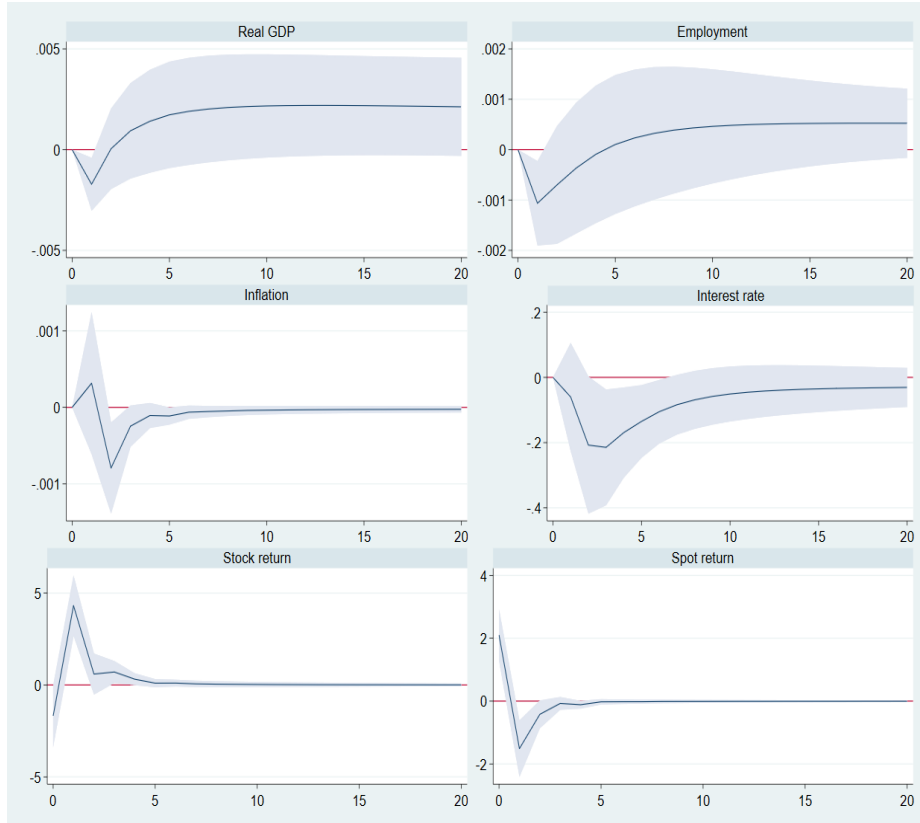 Real GDP
.005
0
-.005
0 5 10 15 20
Employment
.002
.001
0
-.001
-.002
0 5 10 15 20
Inflation
.001
0
-.001
0 5 10 15 20
Interest rate
.2
0
-.2
-.4
0 5 10 15 20
Stock return
5
0
-5
0 5 10 15 20
Spot return
4
2
0
-2
0 5 10 15 20